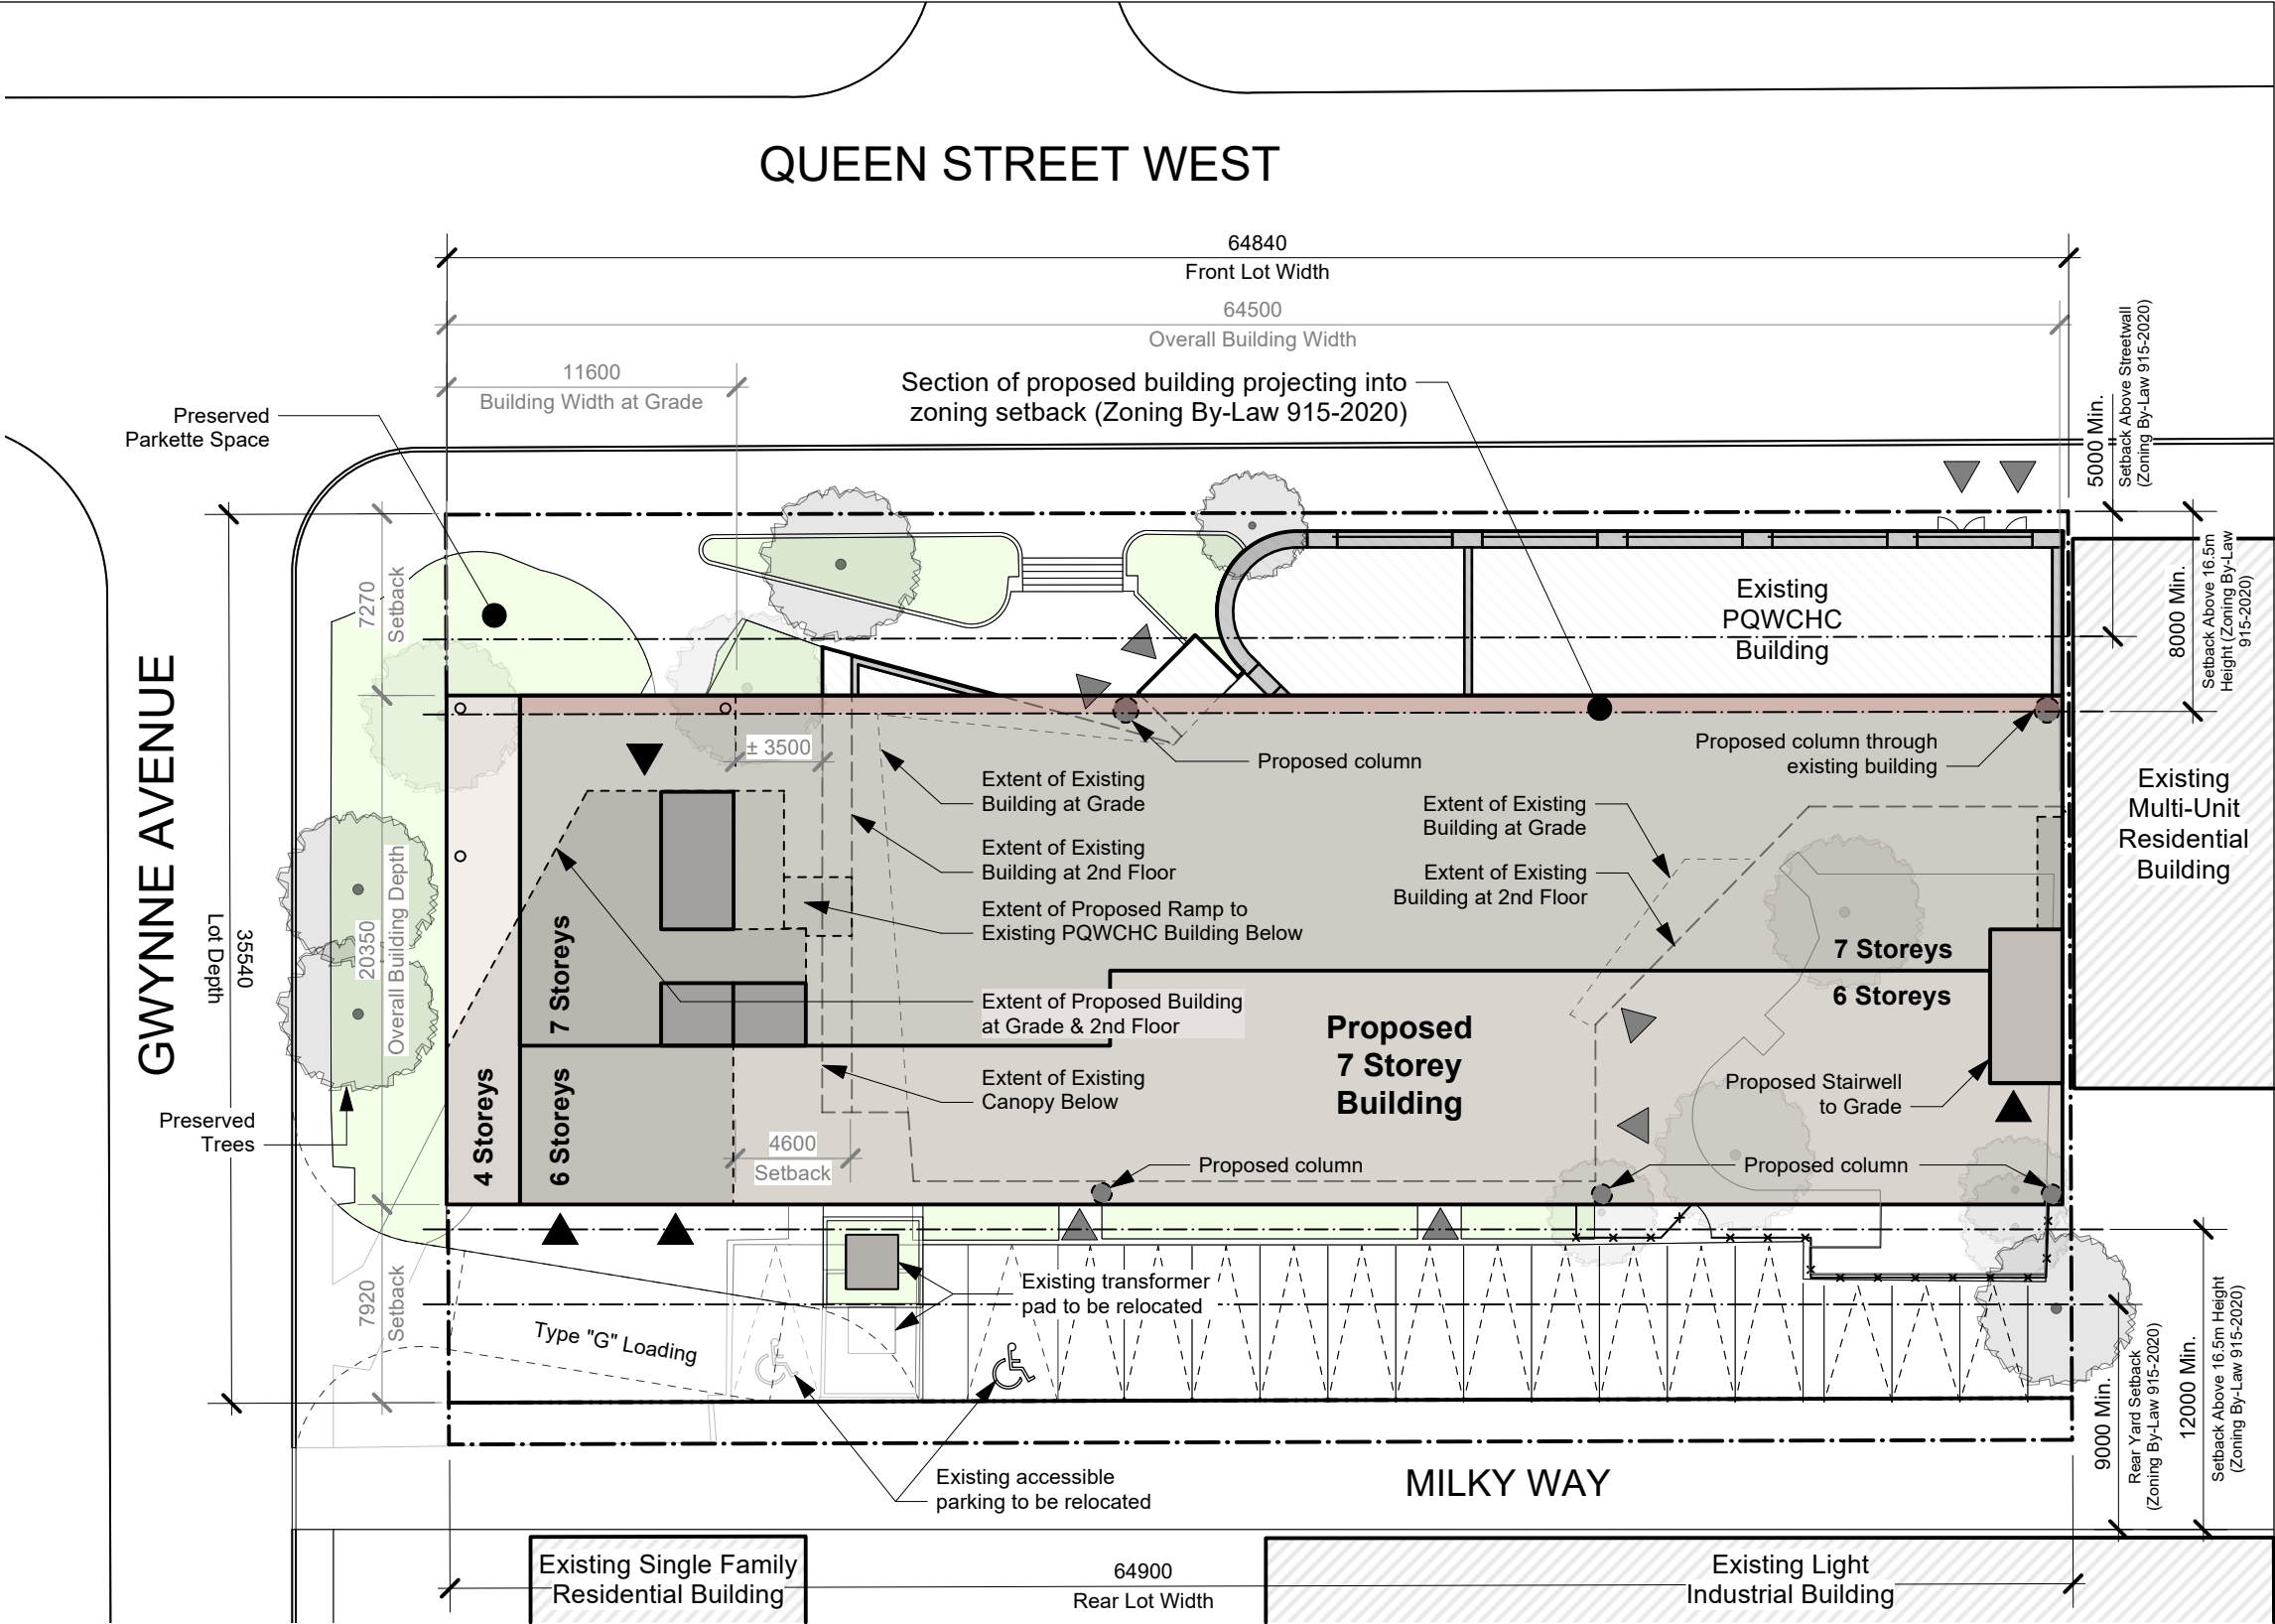 QUEEN STREET WEST
64840
Front Lot Width
64500
Overall Building Width
11600
Building Width at Grade
Section of proposed building projecting into
zoning setback (Zoning By-Law 915-2020)
Preserved
Parkette Space
5000 Min.
Setback Above Streetwall
(Zoning By-Law 915-2020)
8000 Min.
Setback Above 16.5m
Height (Zoning By-Law
915-2020)
7270
Setback
Existing
PQWCHC
Building
± 3500
Proposed column
Proposed column through
existing building
Extent of Existing
Building at Grade
Extent of Existing
Building at 2nd Floor
Extent of Proposed Ramp to
Existing PQWCHC Building Below
Extent of Existing
Building at Grade
Extent of Existing
Building at 2nd Floor
Existing
Multi-Unit
Residential
Building
GWYNNE AVENUE
35540
Lot Depth
20350
Overall Building Depth
7 Storeys
7 Storeys
6 Storeys
Extent of Proposed Building
at Grade & 2nd Floor
Proposed
7 Storey
Building
Extent of Existing
Canopy Below
Proposed Stairwell
to Grade
Preserved
Trees
4 Storeys
6 Storeys
4600
Setback
Proposed column
Proposed column
7920
Setback
Type "G" Loading
Existing transformer
pad to be relocated
9000 Min.
Rear Yard Setback
(Zoning By-Law 915-2020)
12000 Min.
Setback Above 16.5m Height
(Zoning By-Law 915-2020)
Existing accessible
parking to be relocated
MILKY WAY
Existing Single Family
Residential Building
64900
Rear Lot Width
Existing Light
Industrial Building